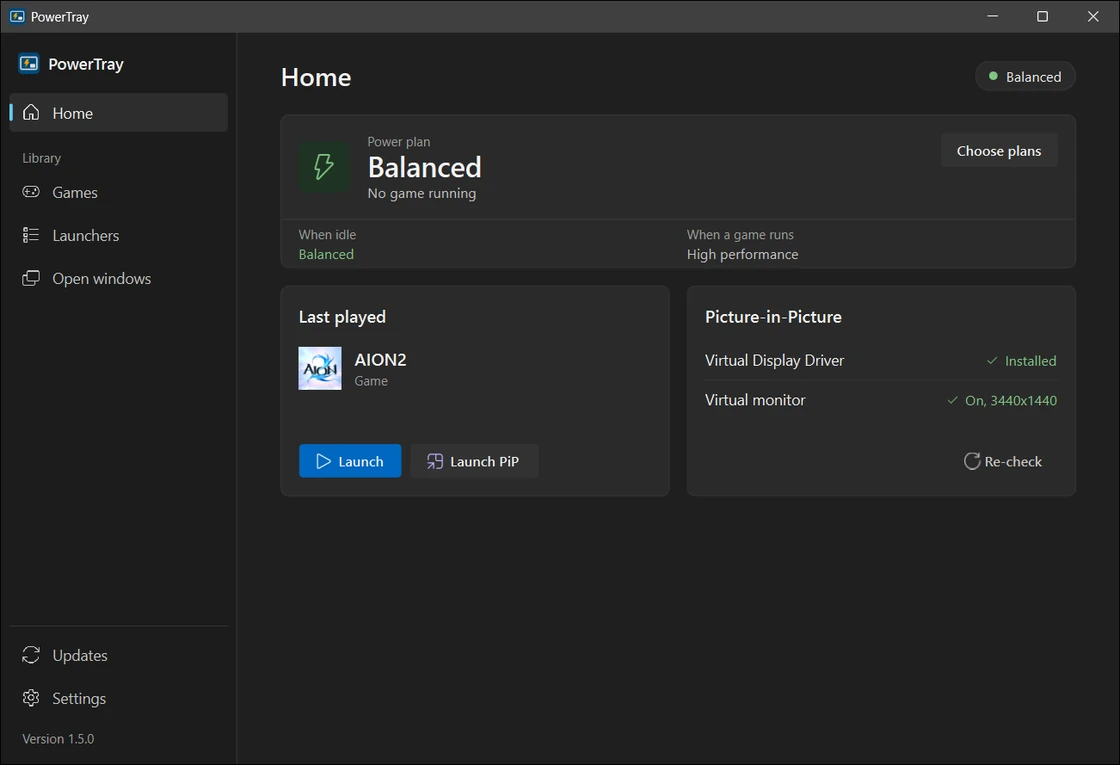 PowerTray
PowerTray
Home
Library
Games
Launchers
Open windows
Updates
Settings
Version 1.5.0
Home
Balanced
Power plan
Balanced
No game running
Choose plans
When idle
Balanced
When a game runs
High performance
Last played
AION
AION2
Game
Launch
Launch PiP
Picture-in-Picture
Virtual Display Driver
Installed
Virtual monitor
On, 3440x1440
Re-check